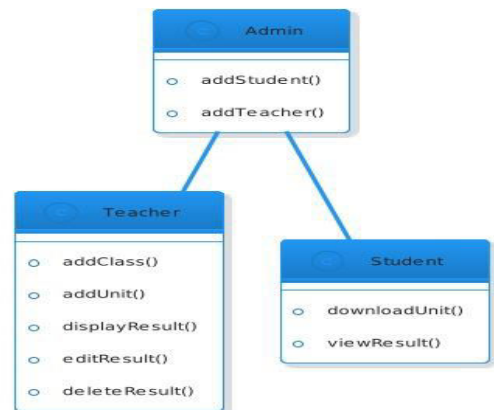 Admin
addStudent()
addTeacher()
Teacher
addClass()
addUnit()
displayResult()
editResult()
deleteResult()
Student
downloadUnit()
viewResult()